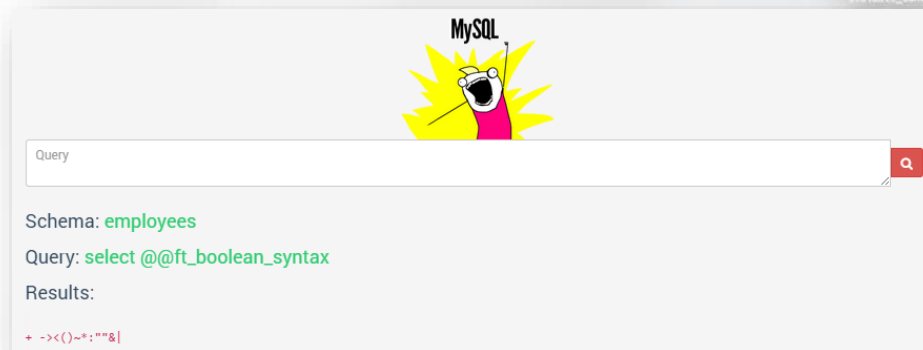 MySQL
Query
Schema: employees
Query: select @@ft_boolean_syntax
Results:
+ -><()~*:""&|